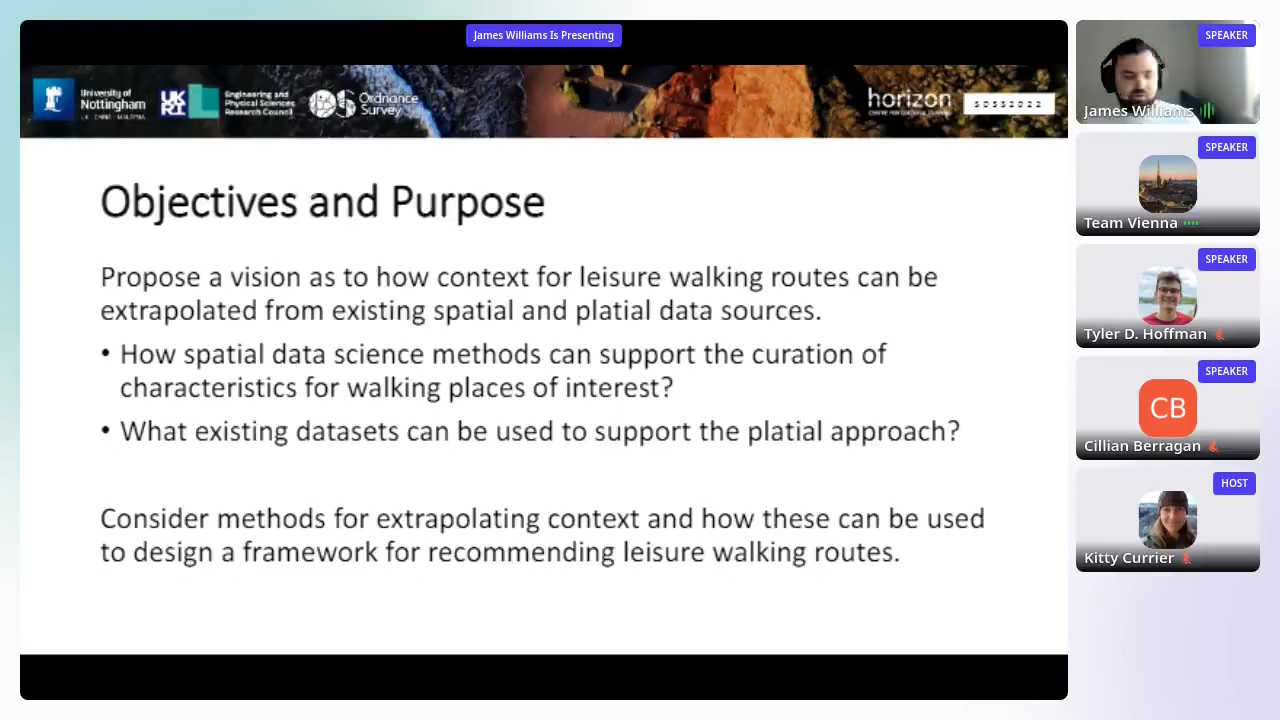 James Williams Is Presenting
University of
Nottingham
UK | CHINA | MALAYSIA
UKRI
Engineering and
Physical Sciences
Research Council
OS
Ordnance
Survey
horizon
SDSS2022
Objectives and Purpose
Propose a vision as to how context for leisure walking routes can be
extrapolated from existing spatial and platial data sources.
• How spatial data science methods can support the curation of
characteristics for walking places of interest?
• What existing datasets can be used to support the platial approach?
Consider methods for extrapolating context and how these can be used
to design a framework for recommending leisure walking routes.
SPEAKER
James Williams
SPEAKER
Team Vienna
SPEAKER
Tyler D. Hoffman
SPEAKER
CB
Cillian Berragan
HOST
Kitty Currier